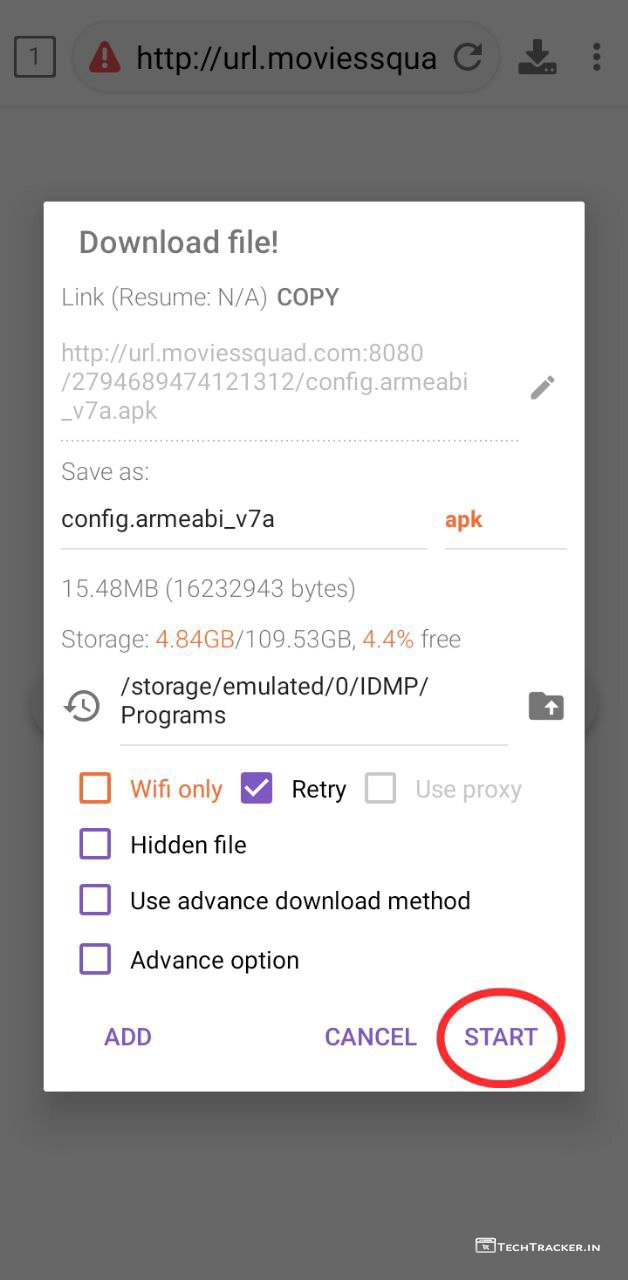 1
http://url.moviessqua
Download file!
Link (Resume: N/A) COPY
http://url.moviessquad.com:8080
/2794689474121312/config.armeabi
_v7a.apk
Save as:
config.armeabi_v7a apk
15.48MB (16232943 bytes)
Storage: 4.84GB/109.53GB, 4.4% free
/storage/emulated/0/IDMP/
Programs
Wifi only Retry Use proxy
Hidden file
Use advance download method
Advance option
ADD CANCEL START
TECHTRACKER.IN